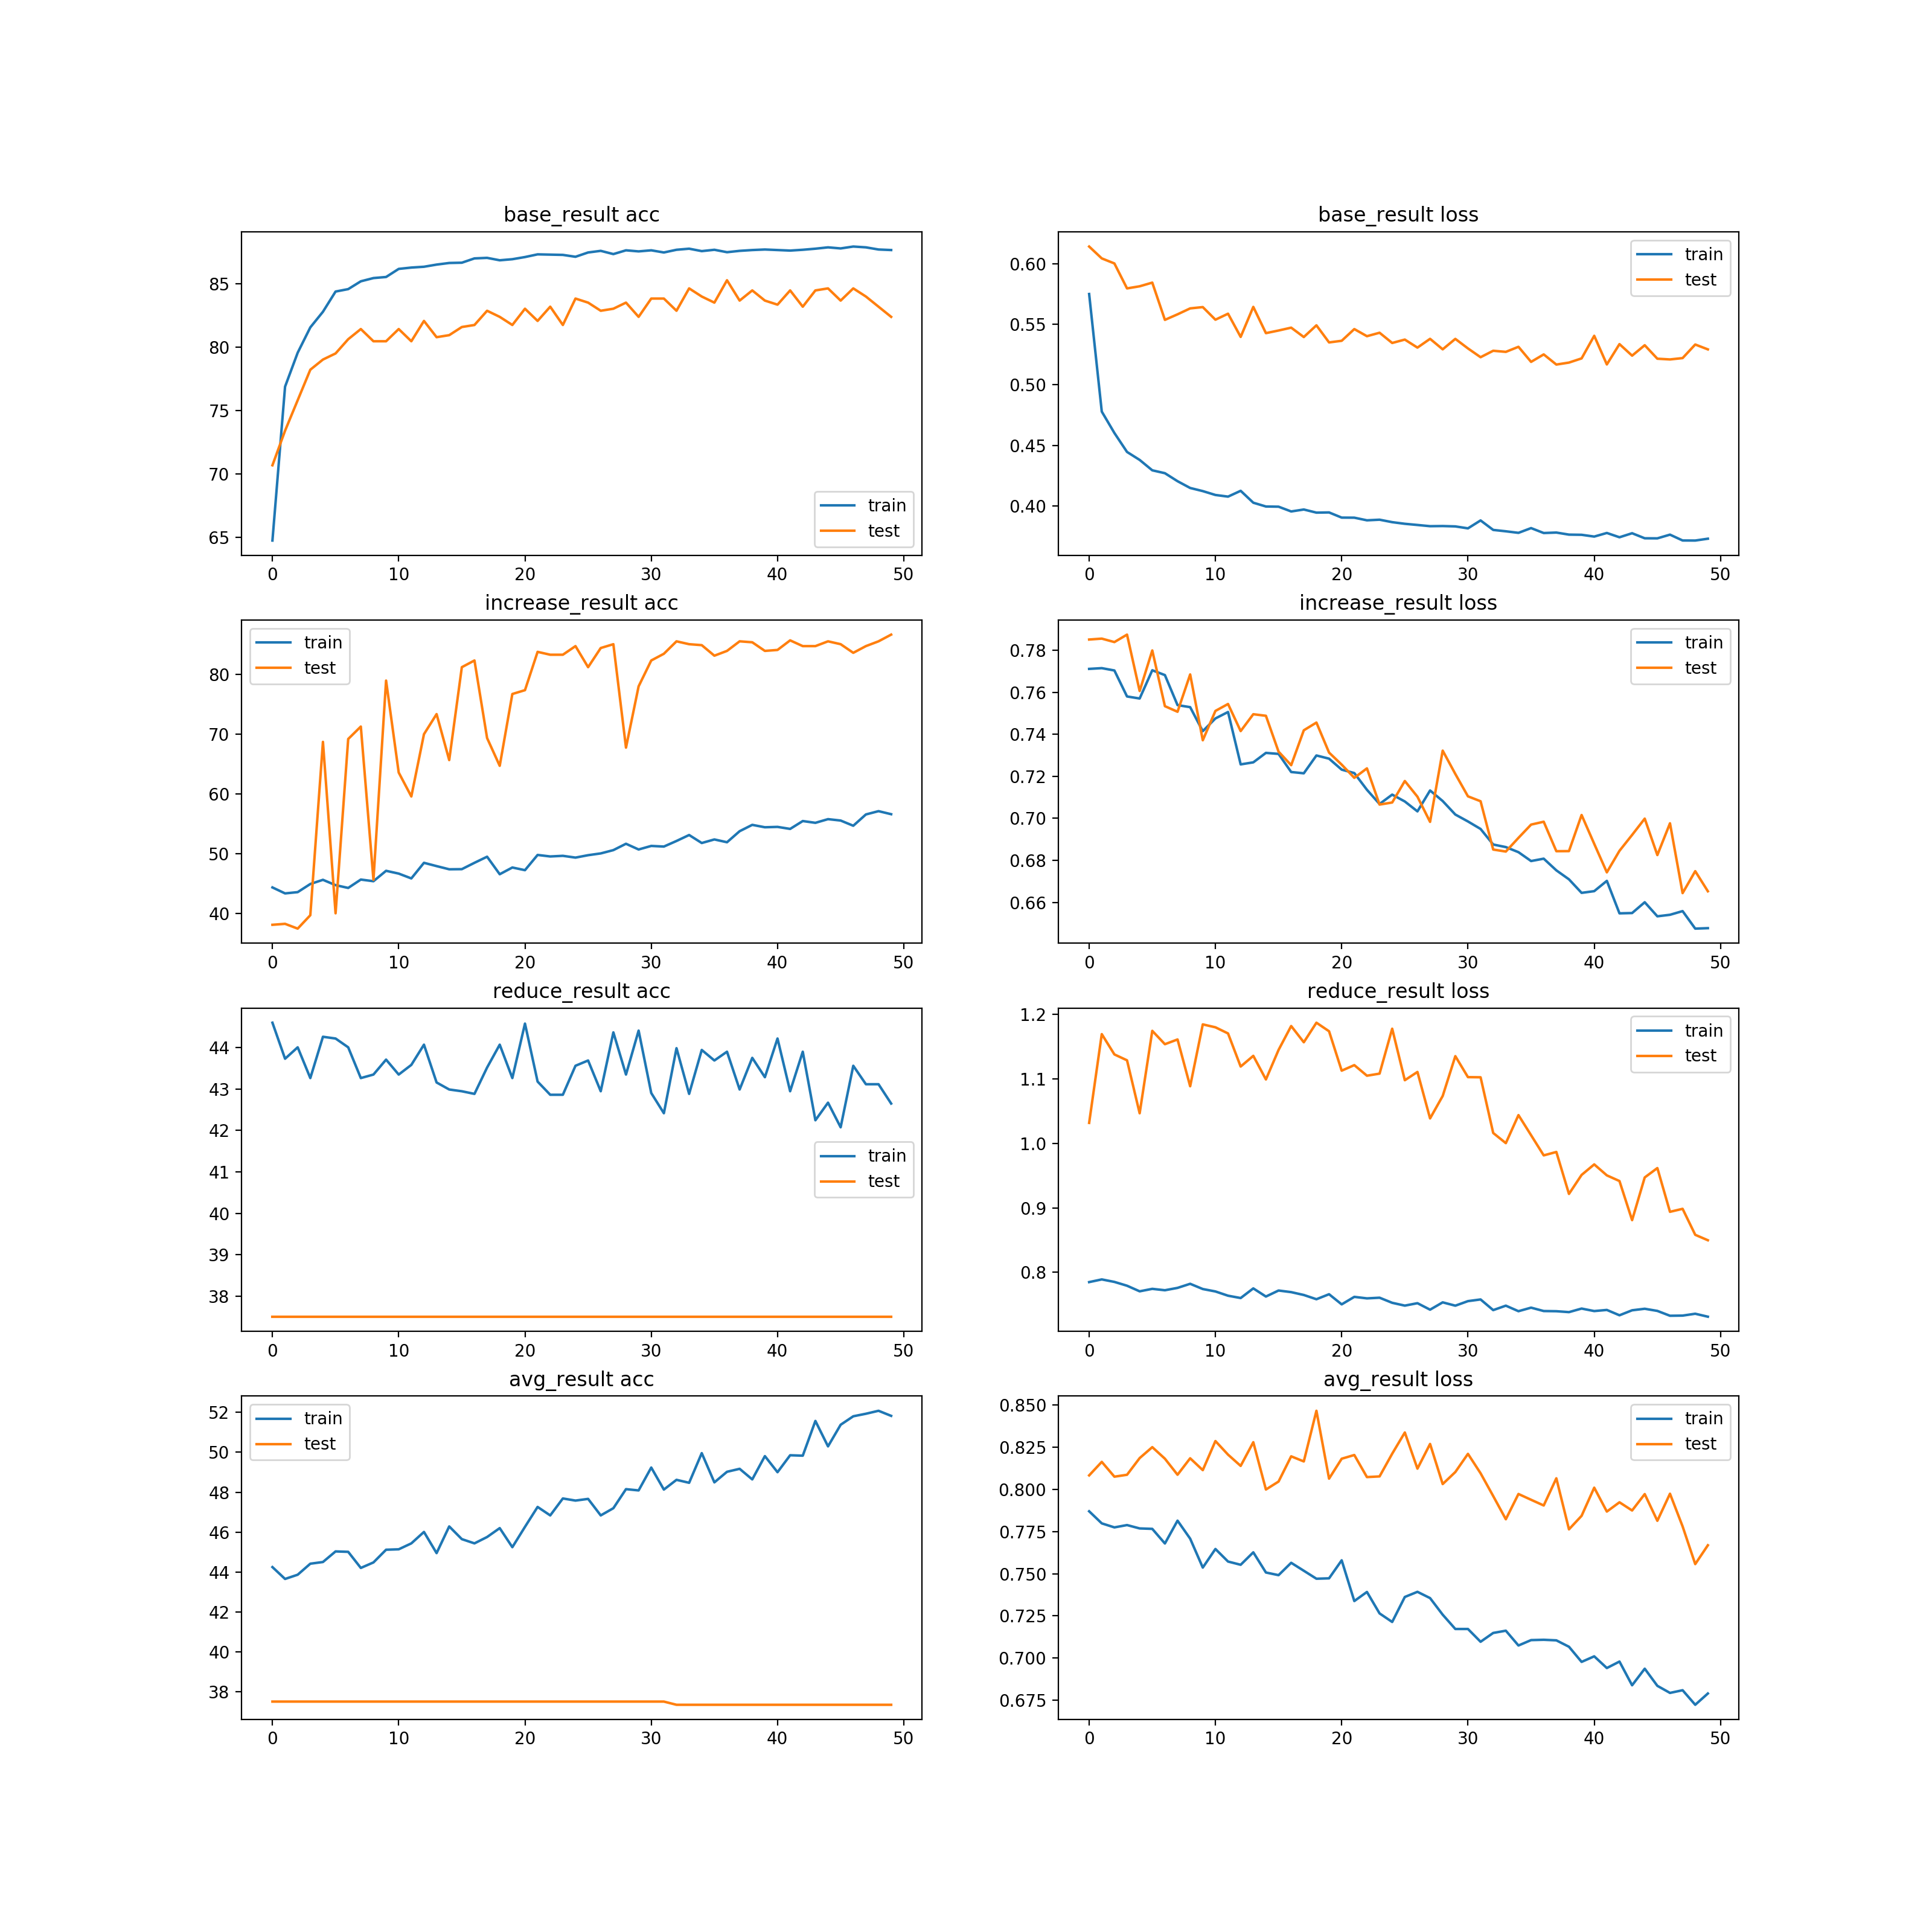 base_result acc
85
80
75
70
65
train
test
0 10 20 30 40 50
base_result loss
0.60
0.55
0.50
0.45
0.40
train
test
0 10 20 30 40 50
increase_result acc
train
test
80
70
60
50
40
0 10 20 30 40 50
increase_result loss
train
test
0.78
0.76
0.74
0.72
0.70
0.68
0.66
0 10 20 30 40 50
reduce_result acc
44
43
42
41
40
39
38
train
test
0 10 20 30 40 50
reduce_result loss
train
test
1.2
1.1
1.0
0.9
0.8
0 10 20 30 40 50
avg_result acc
train
test
52
50
48
46
44
42
40
38
0 10 20 30 40 50
avg_result loss
train
test
0.850
0.825
0.800
0.775
0.750
0.725
0.700
0.675
0 10 20 30 40 50